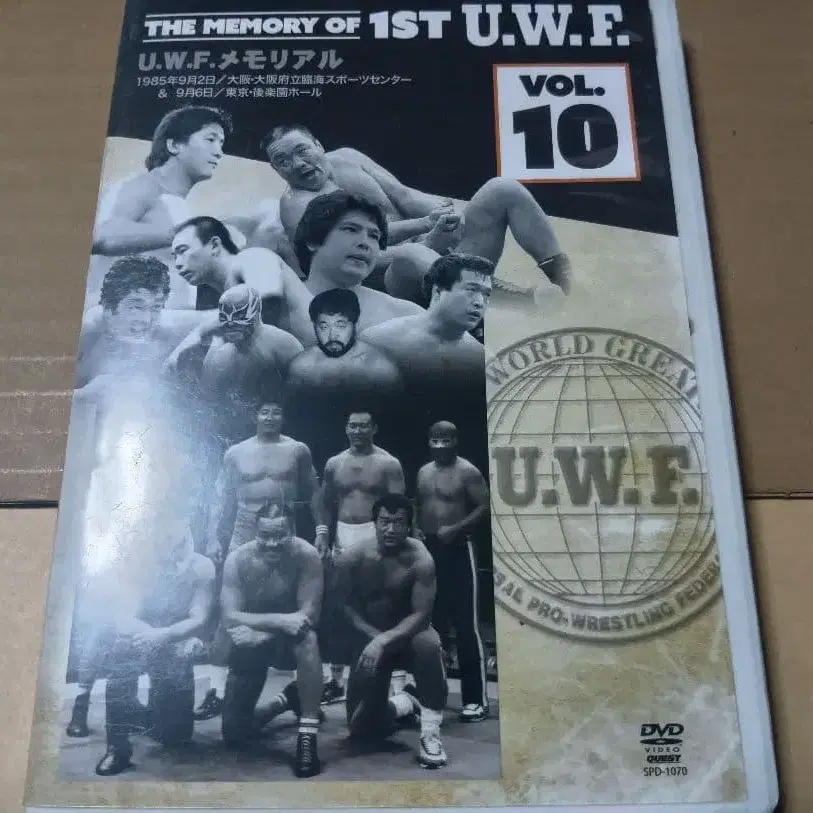 THE MEMORY OF 1ST U.W.F.
U.W.F.メモリアル
1985年9月2日／大阪・大阪府立臨海スポーツセンター
& 9月6日／東京・後楽園ホール
VOL.
10
WORLD GREAT
U.W.F.
SAL PRO-WRESTLING FEDER
DVD
VIDEO
QUEST
SPD-1070